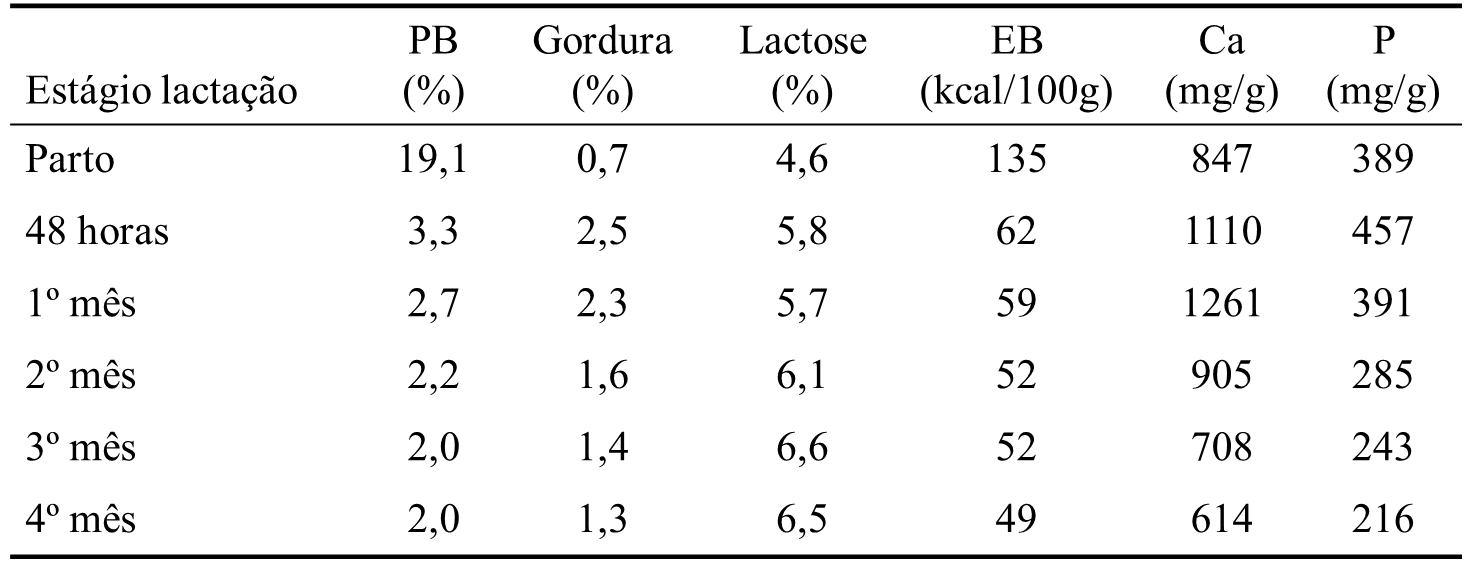 PB Gordura Lactose EB Ca P
Estágio lactação (%) (%) (%) (kcal/100g) (mg/g) (mg/g)
Parto 19,1 0,7 4,6 135 847 389
48 horas 3,3 2,5 5,8 62 1110 457
1º mês 2,7 2,3 5,7 59 1261 391
2º mês 2,2 1,6 6,1 52 905 285
3º mês 2,0 1,4 6,6 52 708 243
4º mês 2,0 1,3 6,5 49 614 216